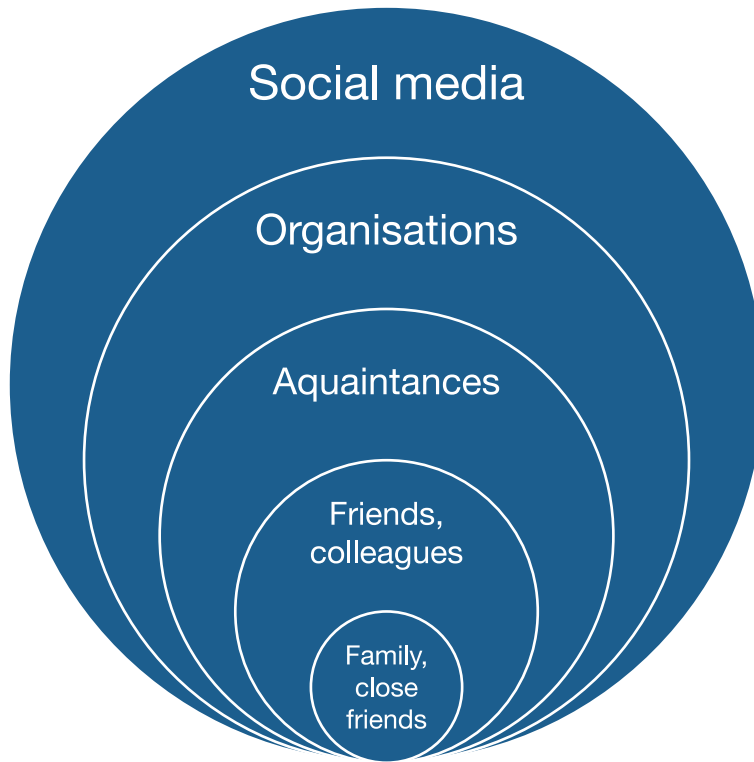 Social media
Organisations
Aquaintances
Friends,
colleagues
Family,
close
friends